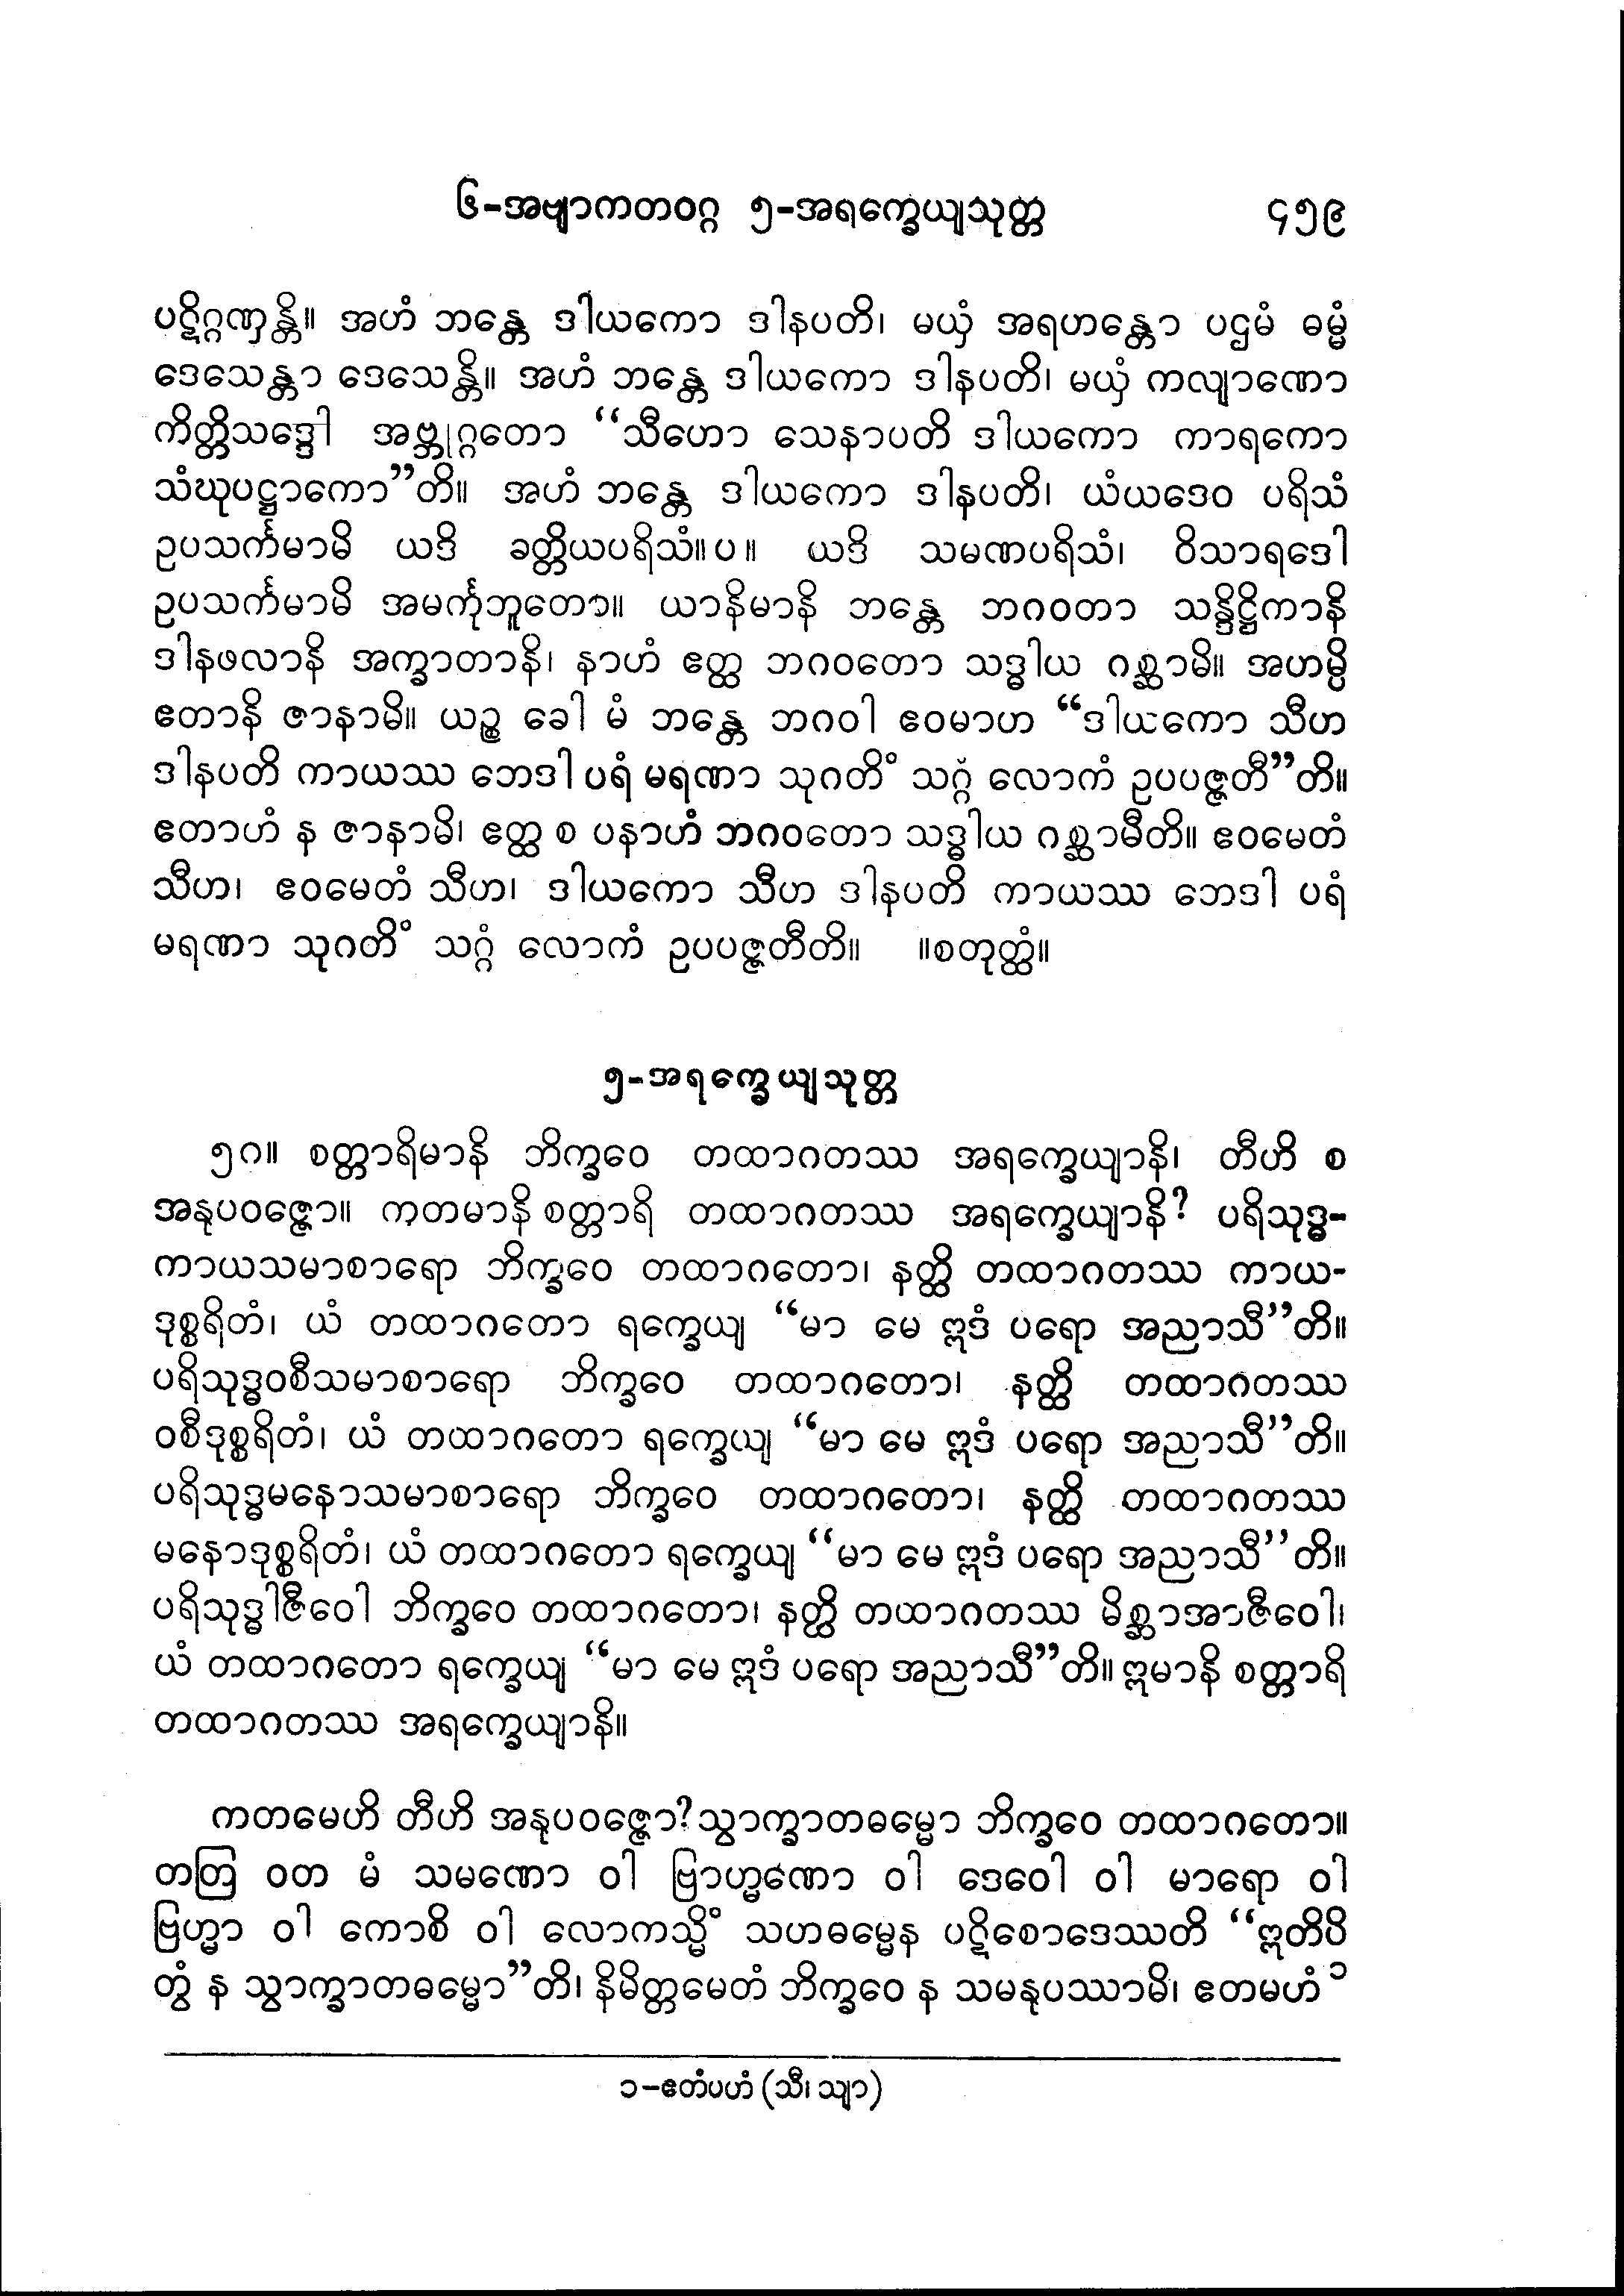 ၆-အဗျာကတဝဂ္ဂ ၅-အရက္ခေယျသုတ္တ ၄၅၉
ပဋိဂ္ဂဏှန္တိ။ အဟံ ဘန္တေ ဒါယကော ဒါနပတိ၊ မယှံ အရဟန္တော ပဌမံ ဓမ္မံ
ဒေသေန္တာ ဒေသေန္တိ။ အဟံ ဘန္တေ ဒါယကော ဒါနပတိ၊ မယှံ ကလျာဏော
ကိတ္တိသဒ္ဒေါ အဗ္ဘုဂ္ဂတော “သီဟော သေနာပတိ ဒါယကော ကာရကော
သံဃုပဋ္ဌာကော”တိ။ အဟံ ဘန္တေ ဒါယကော ဒါနပတိ၊ ယံယဒေဝ ပရိသံ
ဥပသင်္ကမာမိ ယဒိ ခတ္တိယပရိသံ။ပ။ ယဒိ သမဏပရိသံ၊ ဝိသာရဒေါ
ဥပသင်္ကမာမိ အမင်္ကုဘူတော။ ယာနိမာနိ ဘန္တေ ဘဂဝတာ သန္ဒိဋ္ဌိကာနိ
ဒါနဖလာနိ အက္ခာတာနိ၊ နာဟံ ဧတ္ထ ဘဂဝတော သဒ္ဓါယ ဂစ္ဆာမိ။ အဟမ္ပိ
ဧတာနိ ဇာနာမိ။ ယဉ္စ ခေါ မံ ဘန္တေ ဘဂဝါ ဧဝမာဟ “ဒါယကော သီဟ
ဒါနပတိ ကာယဿ ဘေဒါ ပရံ မရဏာ သုဂတိံ သဂ္ဂံ လောကံ ဥပပဇ္ဇတီ”တိ။
ဧတာဟံ န ဇာနာမိ၊ ဧတ္ထ စ ပနာဟံ ဘဂဝတော သဒ္ဓါယ ဂစ္ဆာမီတိ။ ဧဝမေတံ
သီဟ၊ ဧဝမေတံ သီဟ၊ ဒါယကော သီဟ ဒါနပတိ ကာယဿ ဘေဒါ ပရံ
မရဏာ သုဂတိံ သဂ္ဂံ လောကံ ဥပပဇ္ဇတီတိ။ ။စတုတ္ထံ။
၅-အရက္ခေယျသုတ္တ
၅၈။ စတ္တာရိမာနိ ဘိက္ခဝေ တထာဂတဿ အရက္ခေယျာနိ၊ တီဟိ စ
အနုပဝဇ္ဇော။ ကတမာနိ စတ္တာရိ တထာဂတဿ အရက္ခေယျာနိ? ပရိသုဒ္ဓ-
ကာယသမာစာရော ဘိက္ခဝေ တထာဂတော၊ နတ္ထိ တထာဂတဿ ကာယ-
ဒုစ္စရိတံ၊ ယံ တထာဂတော ရက္ခေယျ “မာ မေ ဣဒံ ပရော အညာသီ”တိ။
ပရိသုဒ္ဓဝစီသမာစာရော ဘိက္ခဝေ တထာဂတော၊ နတ္ထိ တထာဂတဿ
ဝစီဒုစ္စရိတံ၊ ယံ တထာဂတော ရက္ခေယျ “မာ မေ ဣဒံ ပရော အညာသီ”တိ။
ပရိသုဒ္ဓမနောသမာစာရော ဘိက္ခဝေ တထာဂတော၊ နတ္ထိ တထာဂတဿ
မနောဒုစ္စရိတံ၊ ယံ တထာဂတော ရက္ခေယျ “မာ မေ ဣဒံ ပရော အညာသီ”တိ။
ပရိသုဒ္ဓါဇီဝေါ ဘိက္ခဝေ တထာဂတော၊ နတ္ထိ တထာဂတဿ မိစ္ဆာအာဇီဝေါ၊
ယံ တထာဂတော ရက္ခေယျ “မာ မေ ဣဒံ ပရော အညာသီ”တိ။ ဣမာနိ စတ္တာရိ
တထာဂတဿ အရက္ခေယျာနိ။
ကတမေဟိ တီဟိ အနုပဝဇ္ဇော? သွာက္ခာတဓမ္မော ဘိက္ခဝေ တထာဂတော။
တတြ ဝတ မံ သမဏော ဝါ ဗြာဟ္မဏော ဝါ ဒေဝေါ ဝါ မာရော ဝါ
ဗြဟ္မာ ဝါ ကောစိ ဝါ လောကသ္မိံ သဟဓမ္မေန ပဋိစောဒေဿတိ “ဣတိပိ
တွံ န သွာက္ခာတဓမ္မော”တိ၊ နိမိတ္တမေတံ ဘိက္ခဝေ န သမနုပဿာမိ၊ ဧတမဟံ ၁
၁-ဧတံပဟံ (သီ၊ သျာ)